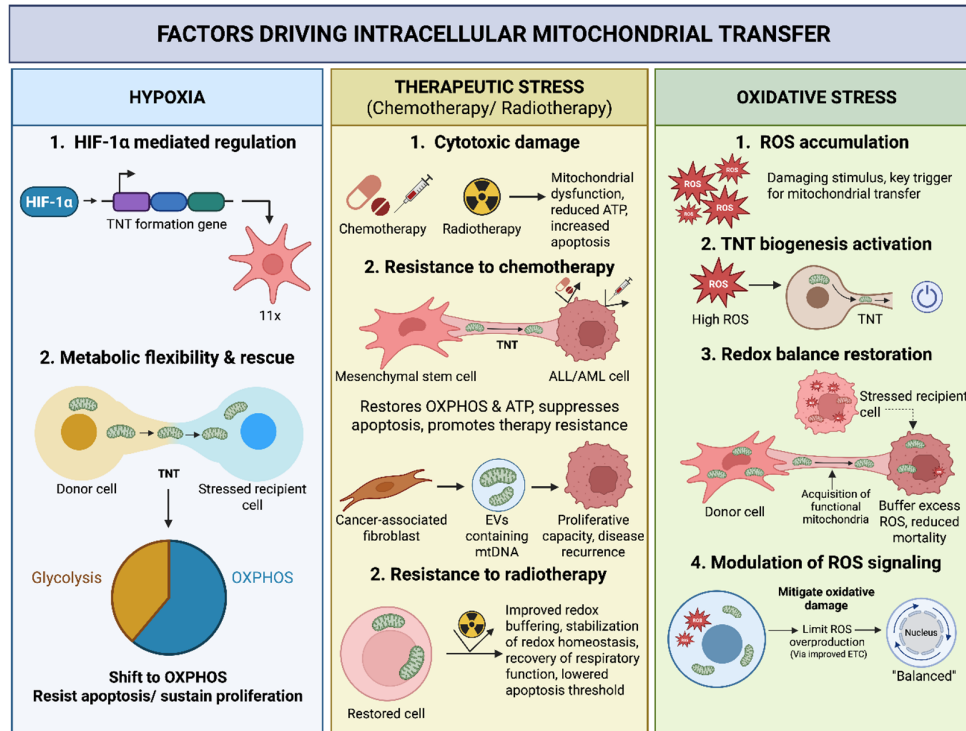 FACTORS DRIVING INTRACELLULAR MITOCHONDRIAL TRANSFER
HYPOXIA
1. HIF-1α mediated regulation
HIF-1α
TNT formation gene
11x
2. Metabolic flexibility & rescue
TNT
Donor cell
Stressed recipient
cell
Glycolysis
OXPHOS
Shift to OXPHOS
Resist apoptosis/ sustain proliferation
THERAPEUTIC STRESS
(Chemotherapy/ Radiotherapy)
1. Cytotoxic damage
Chemotherapy
Radiotherapy
Mitochondrial
dysfunction,
reduced ATP,
increased
apoptosis
2. Resistance to chemotherapy
TNT
Mesenchymal stem cell
ALL/AML cell
Restores OXPHOS & ATP, suppresses
apoptosis, promotes therapy resistance
Cancer-associated
fibroblast
EVs
containing
mtDNA
Proliferative
capacity, disease
recurrence
2. Resistance to radiotherapy
Restored cell
Improved redox
buffering, stabilization
of redox homeostasis,
recovery of respiratory
function, lowered
apoptosis threshold
OXIDATIVE STRESS
1. ROS accumulation
ROS
ROS
ROS
ROS
Damaging stimulus, key trigger
for mitochondrial transfer
2. TNT biogenesis activation
ROS
High ROS
TNT
3. Redox balance restoration
Stressed recipient
cell
Donor cell
Acquisition of
functional
mitochondria
Buffer excess
ROS, reduced
mortality
4. Modulation of ROS signaling
ROS
Mitigate oxidative
damage
Limit ROS
overproduction
(Via improved ETC)
Nucleus
"Balanced"